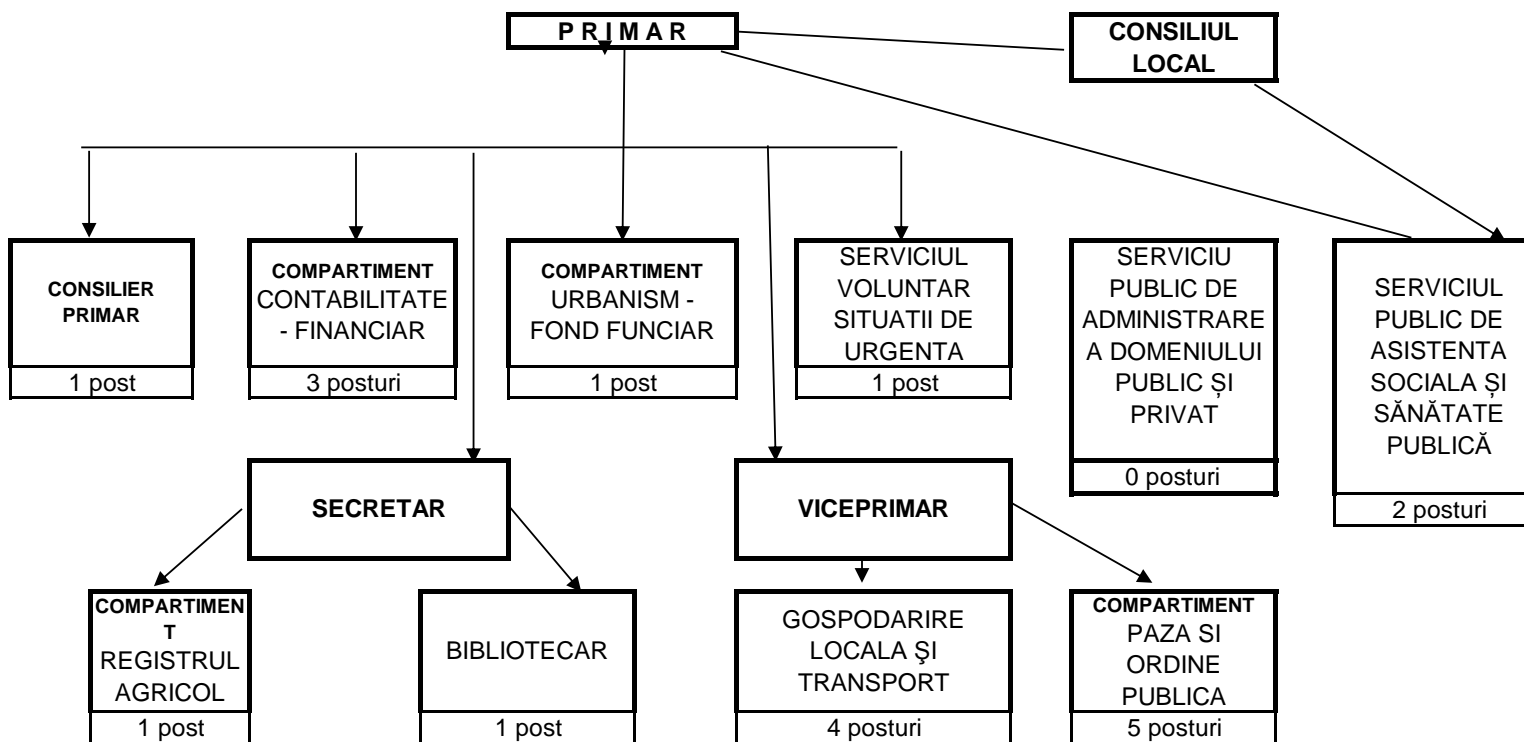 P R I M A R
CONSILIUL
LOCAL
CONSILIER
PRIMAR
1 post
COMPARTIMENT
CONTABILITATE
- FINANCIAR
3 posturi
COMPARTIMENT
URBANISM -
FOND FUNCIAR
1 post
SERVICIUL
VOLUNTAR
SITUATII DE
URGENTA
1 post
SERVICIU
PUBLIC DE
ADMINISTRARE
A DOMENIULUI
PUBLIC ȘI
PRIVAT
0 posturi
SERVICIUL
PUBLIC DE
ASISTENTA
SOCIALA ȘI
SĂNĂTATE
PUBLICĂ
2 posturi
SECRETAR
VICEPRIMAR
COMPARTIMEN
T
REGISTRUL
AGRICOL
1 post
BIBLIOTECAR
1 post
GOSPODARIRE
LOCALA ŞI
TRANSPORT
4 posturi
COMPARTIMENT
PAZA SI
ORDINE
PUBLICA
5 posturi